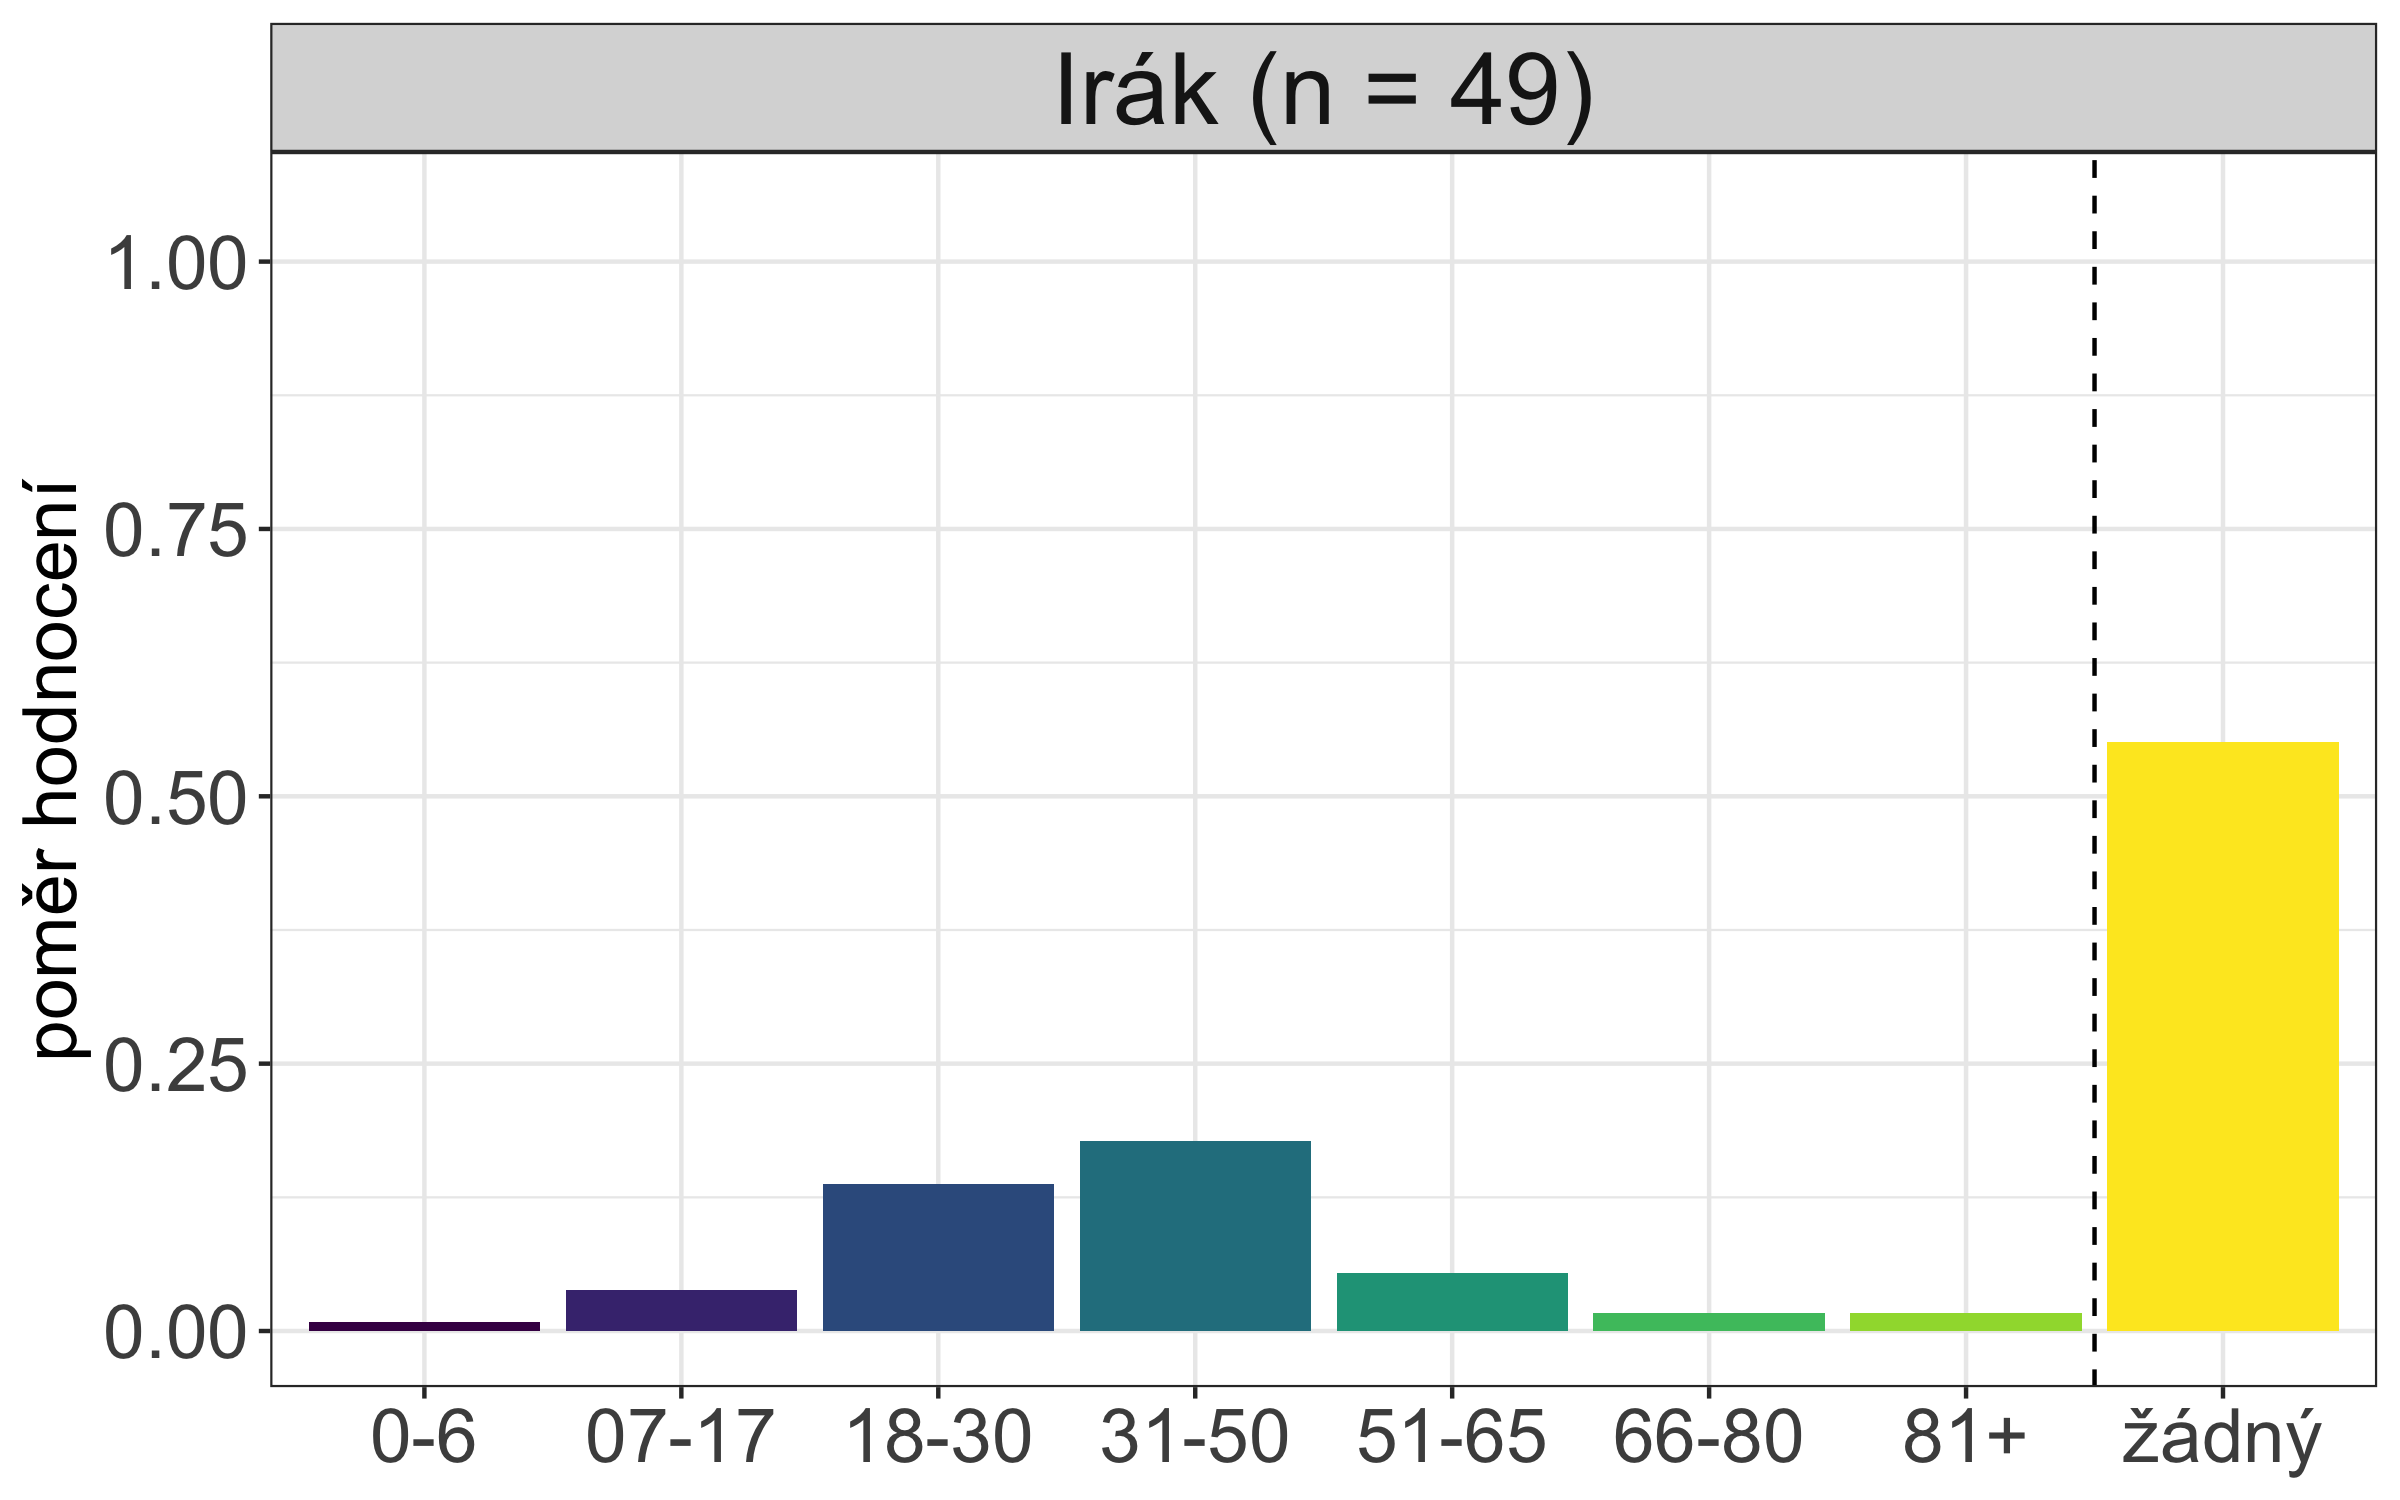 Irák (n = 49)
poměr hodnocení
1.00
0.75
0.50
0.25
0.00
0-6 07-17 18-30 31-50 51-65 66-80 81+ žádný